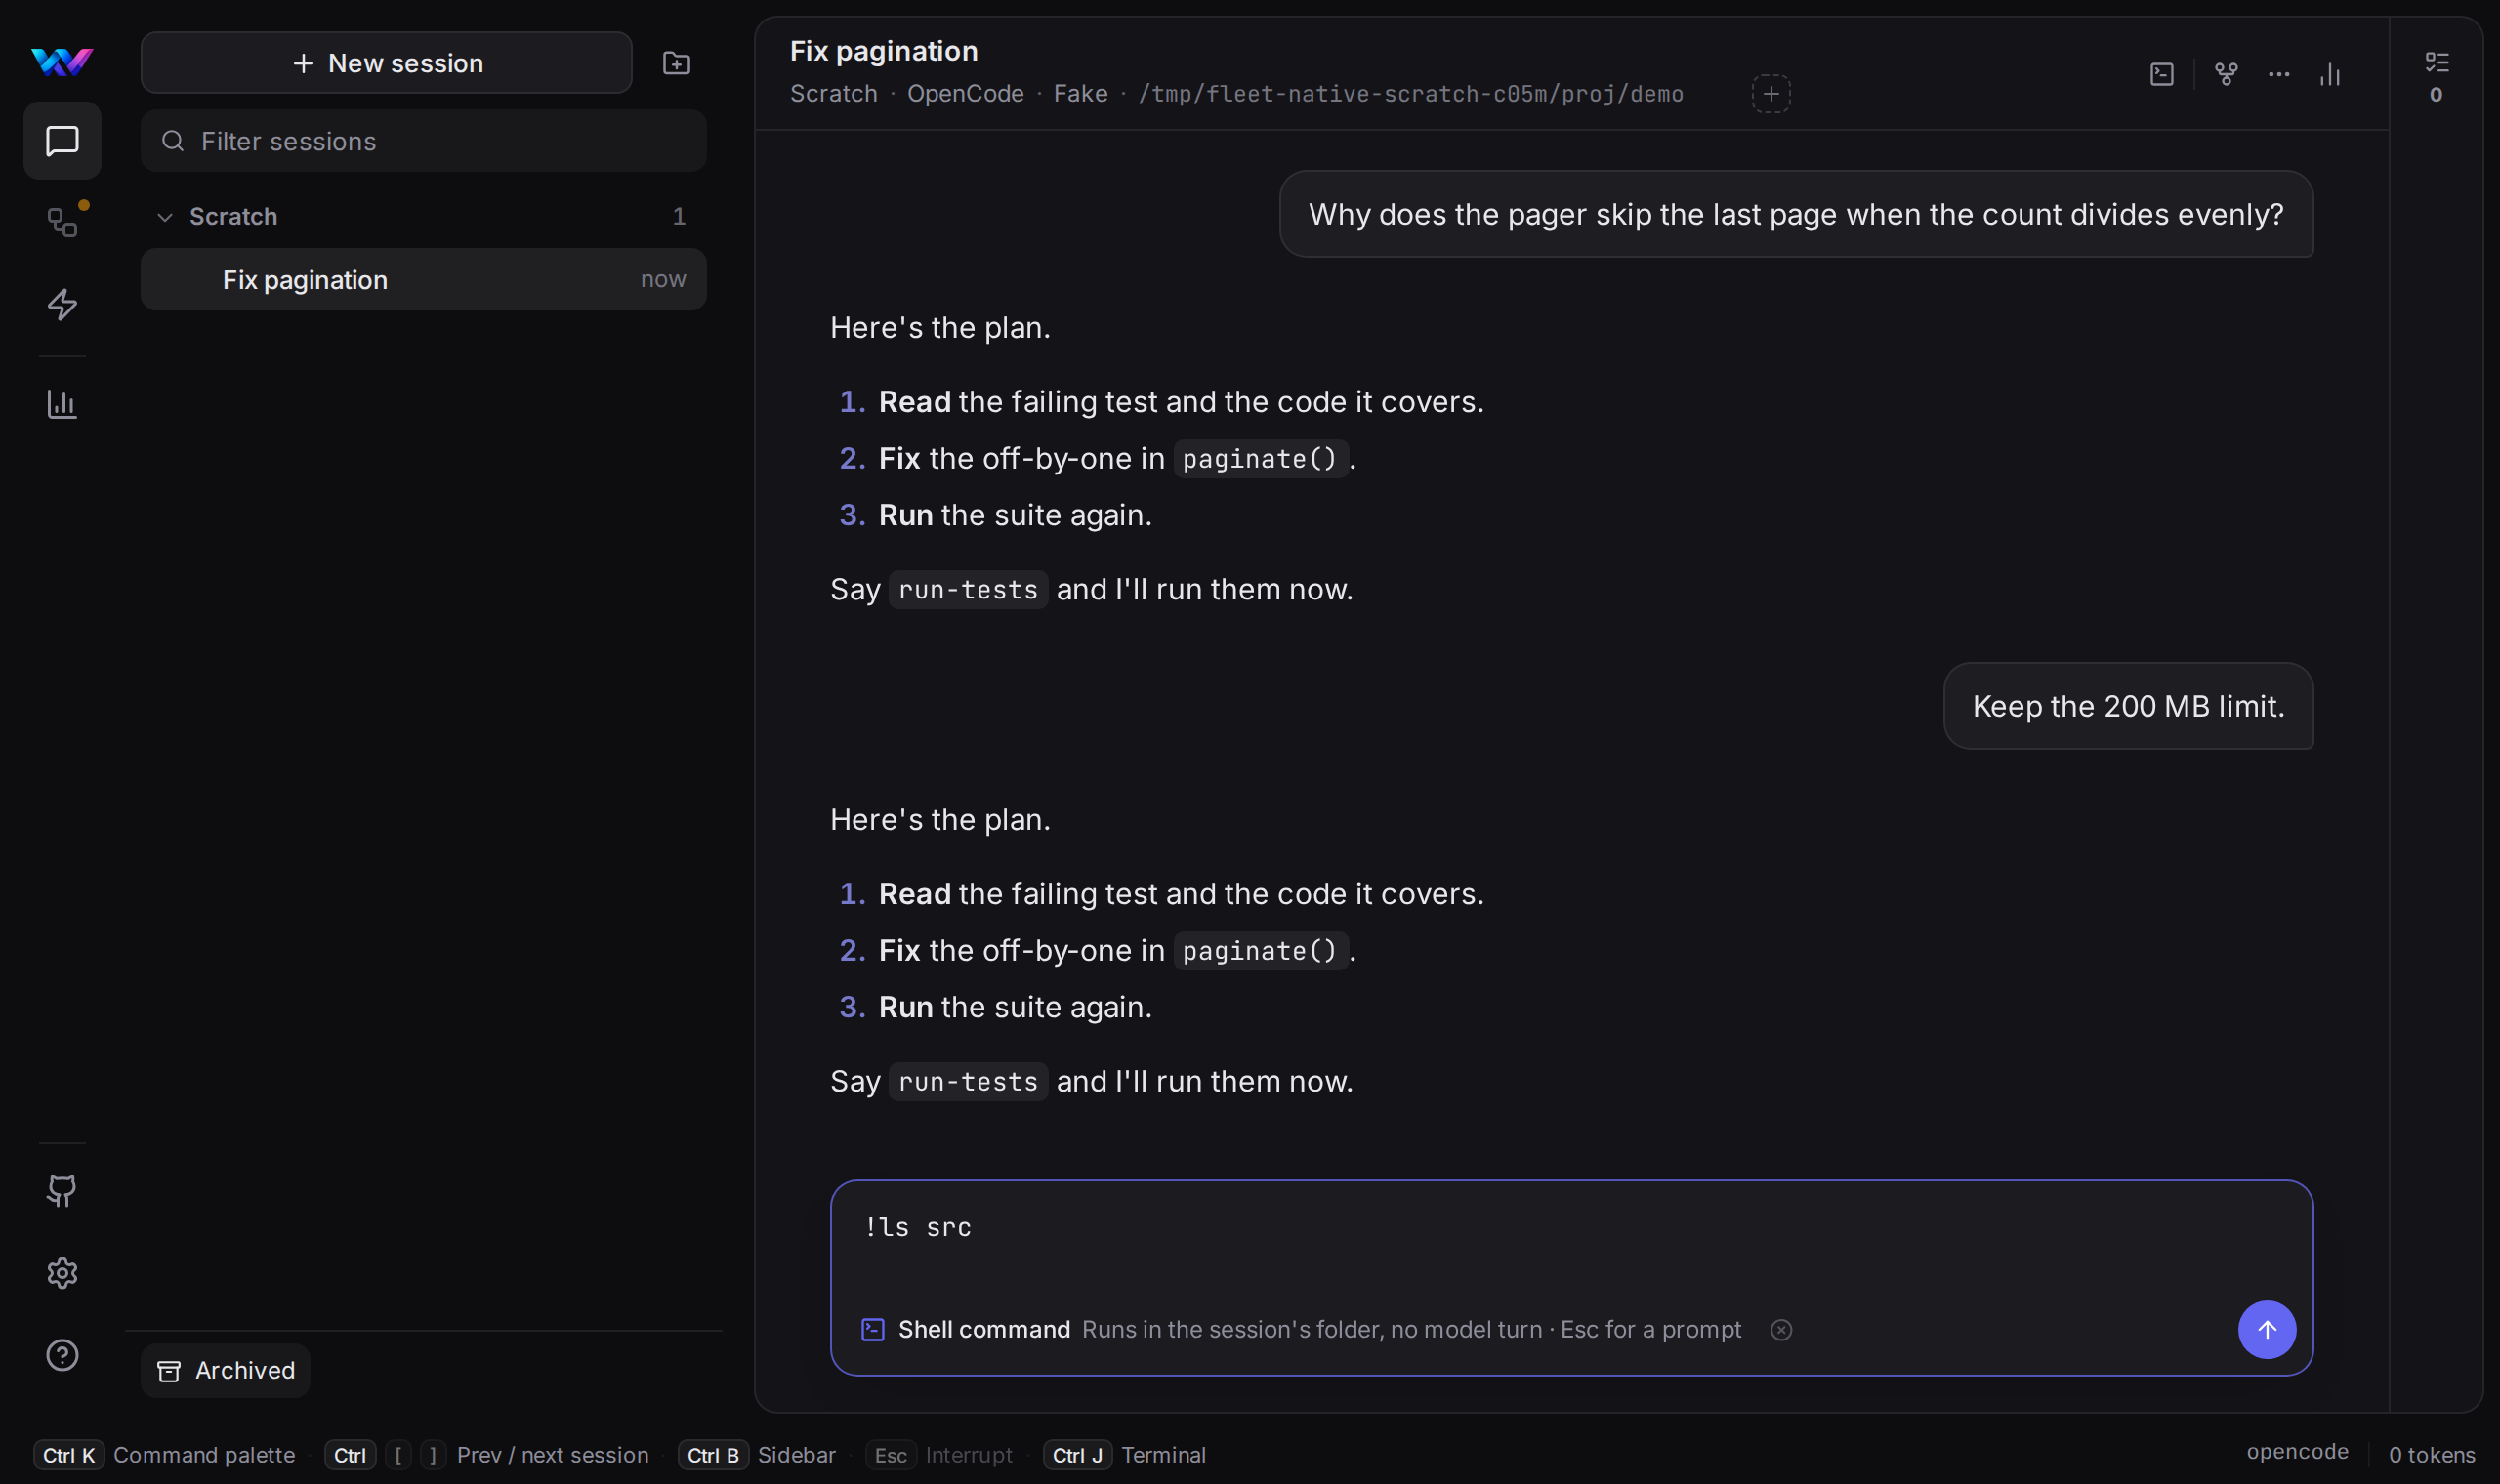 New session
Filter sessions
Scratch 1
Fix pagination now
Archived
Fix pagination
Scratch · OpenCode · Fake · /tmp/fleet-native-scratch-c05m/proj/demo
0
Why does the pager skip the last page when the count divides evenly?
Here's the plan.
1. Read the failing test and the code it covers.
2. Fix the off-by-one in paginate().
3. Run the suite again.
Say run-tests and I'll run them now.
Keep the 200 MB limit.
Here's the plan.
1. Read the failing test and the code it covers.
2. Fix the off-by-one in paginate().
3. Run the suite again.
Say run-tests and I'll run them now.
!ls src
Shell command Runs in the session's folder, no model turn · Esc for a prompt
Ctrl K Command palette · Ctrl [ ] Prev / next session · Ctrl B Sidebar · Esc Interrupt · Ctrl J Terminal
opencode 0 tokens